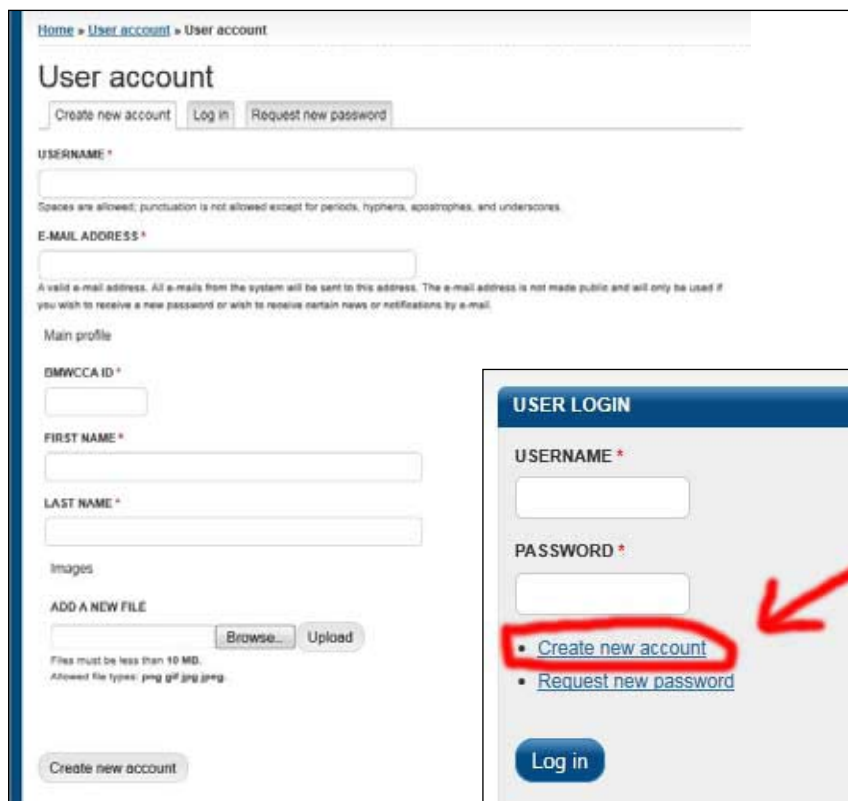 Home » User account » User account
User account
Create new account Log in Request new password
USERNAME *
Spaces are allowed; punctuation is not allowed except for periods, hyphens, apostrophes, and underscores.
E-MAIL ADDRESS *
A valid e-mail address. All e-mails from the system will be sent to this address. The e-mail address is not made public and will only be used if
you wish to receive a new password or wish to receive certain news or notifications by e-mail.
Main profile
BMWCCA ID *
FIRST NAME *
LAST NAME *
Images
ADD A NEW FILE
Browse... Upload
Files must be less than 10 MB.
Allowed file types: png gif jpg jpeg.
Create new account
USER LOGIN
USERNAME *
PASSWORD *
• Create new account
• Request new password
Log in